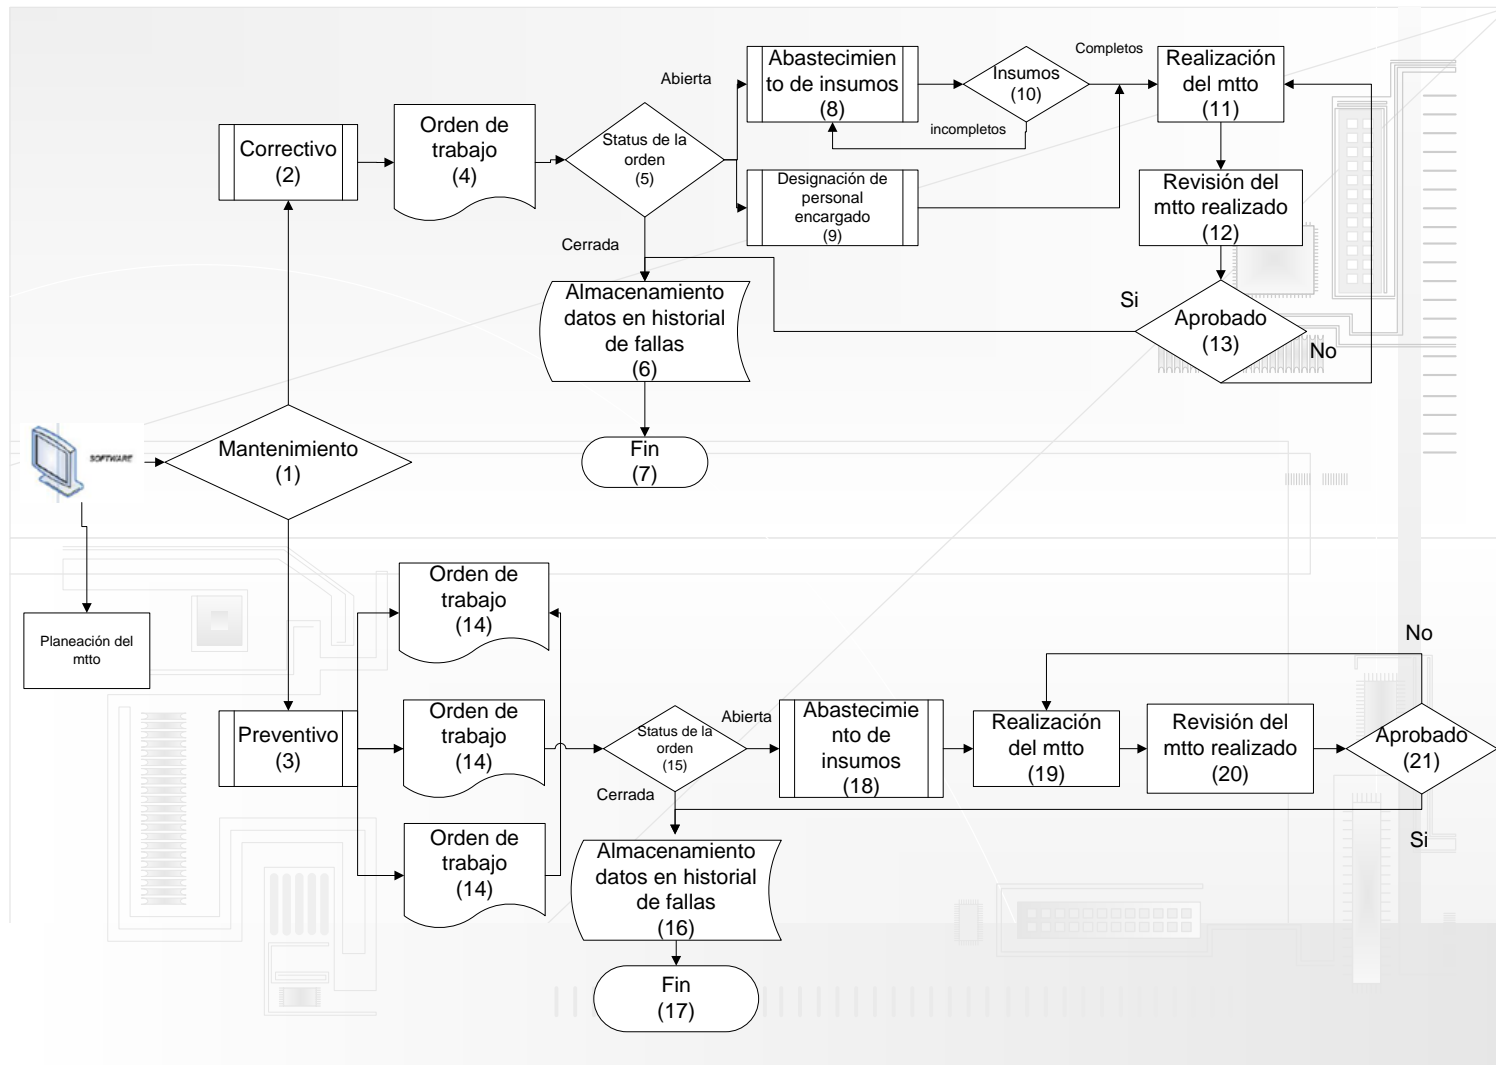 Abastecimien
to de insumos
(8)
Insumos
(10)
Completos
Realización
del mtto
(11)
Abierta
incompletos
Orden de
trabajo
(4)
Status de la
orden
(5)
Correctivo
(2)
Designación de
personal
encargado
(9)
Revisión del
mtto realizado
(12)
Cerrada
Almacenamiento
datos en historial
de fallas
(6)
Si
Aprobado
(13)
No
Fin
(7)
SOFTWARE
Mantenimiento
(1)
Planeación del
mtto
Orden de
trabajo
(14)
No
Preventivo
(3)
Orden de
trabajo
(14)
Status de la
orden
(15)
Abierta
Abastecimie
nto de
insumos
(18)
Realización
del mtto
(19)
Revisión del
mtto realizado
(20)
Aprobado
(21)
Cerrada
Si
Orden de
trabajo
(14)
Almacenamiento
datos en historial
de fallas
(16)
Fin
(17)